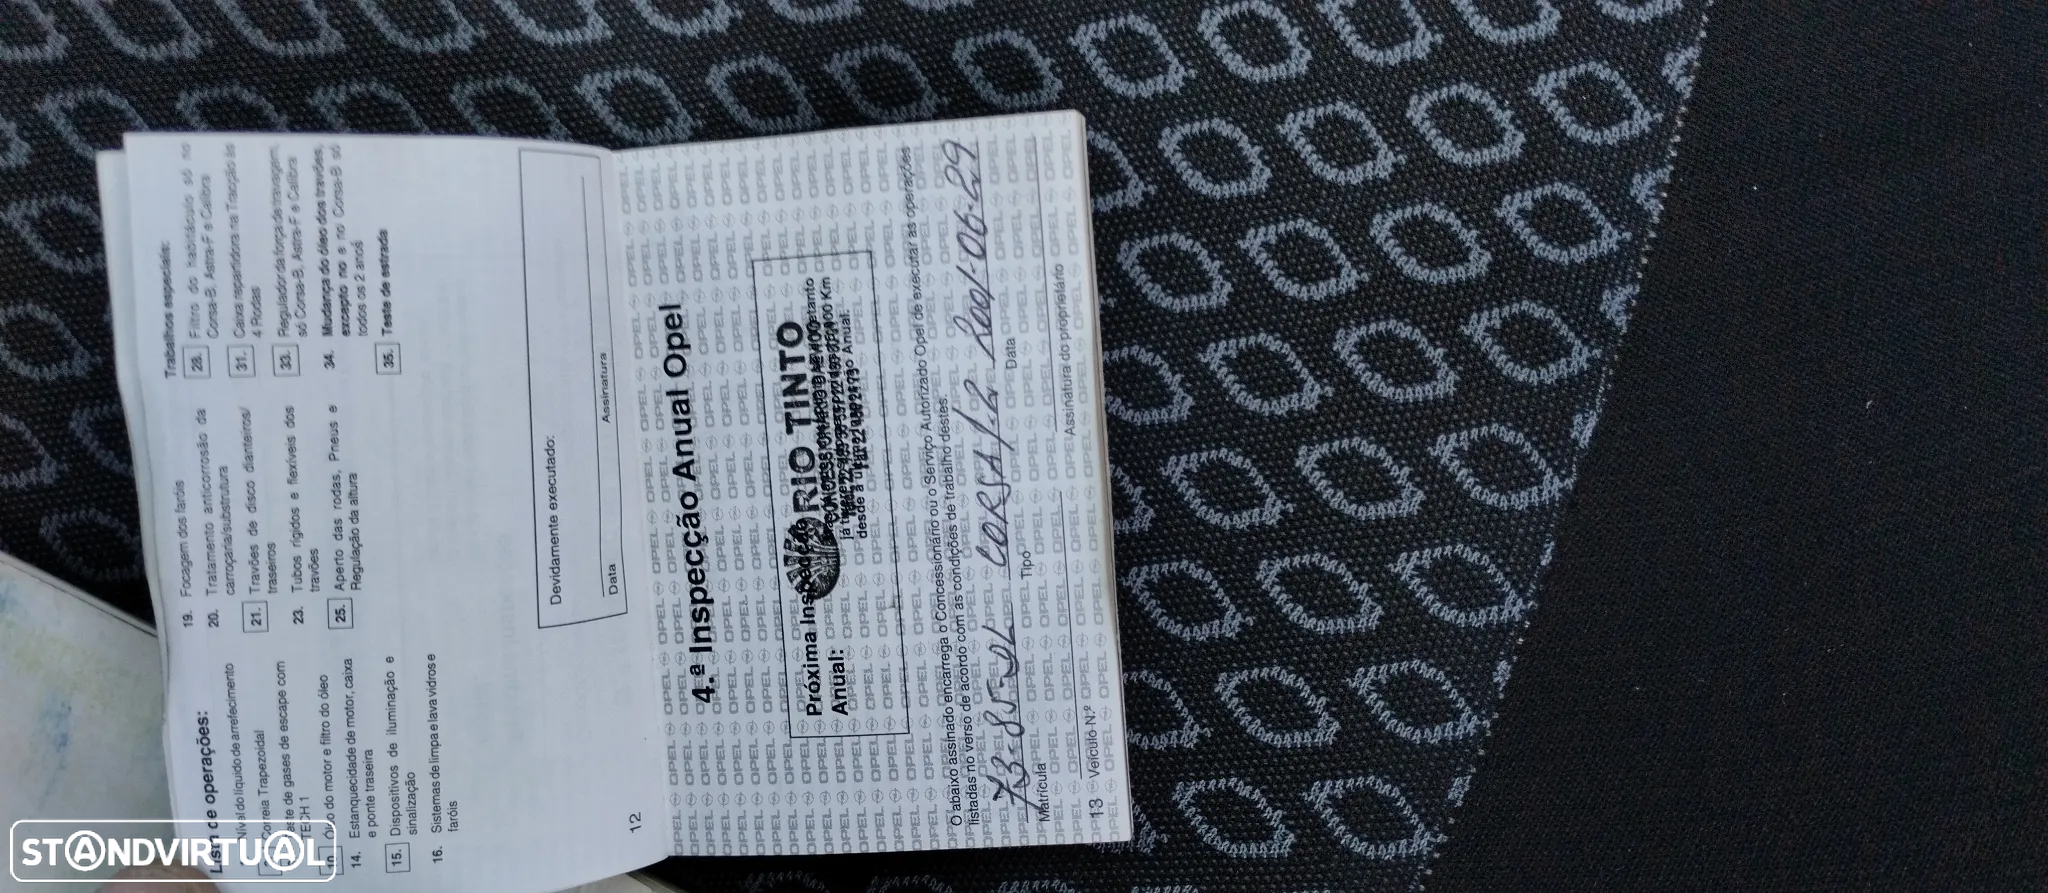 Lista de operações:
Nível do líquido de arrefecimento
Correia Trapezoidal
Teste de gases de escape com
TECH 1
Óleo do motor e filtro do óleo
14. Estanquecidade de motor, caixa
e ponte traseira
15. Dispositivos de iluminação e
sinalização
16. Sistemas de limpa e lava vidros e
faróis
19. Focagem dos faróis
20. Tratamento anticorrosão da
carroçaria/substrutura
21. Travões de disco dianteiros/
traseiros
23. Tubos rígidos e flexíveis dos
travões
25. Aperto das rodas, Pneus e
Regulação da altura
Trabalhos especiais:
28. Filtro do habitáculo só no
Corsa-B, Astra-F e Calibra
31. Caixa repartidora na Tracção às
4 Rodas
33. Regulador da força de travagem,
só Corsa-B, Astra-F e Calibra
34. Mudança do óleo dos travões,
excepto no e no Corsa-B só
todos os 2 anos
35. Teste de estrada
Devidamente executado:
Data Assinatura
12
4.ª Inspecção Anual Opel
Próxima Inspecção
Anual:
RIO TINTO
desde a
O abaixo assinado encarrega o Concessionário ou o Serviço Autorizado Opel de executar as operações
listadas no verso de acordo com as condições de trabalho destes.
CORSA 2001-06-29
Matrícula Tipo Data
13 Veículo N.º Assinatura do proprietário
STANDVIRTUAL